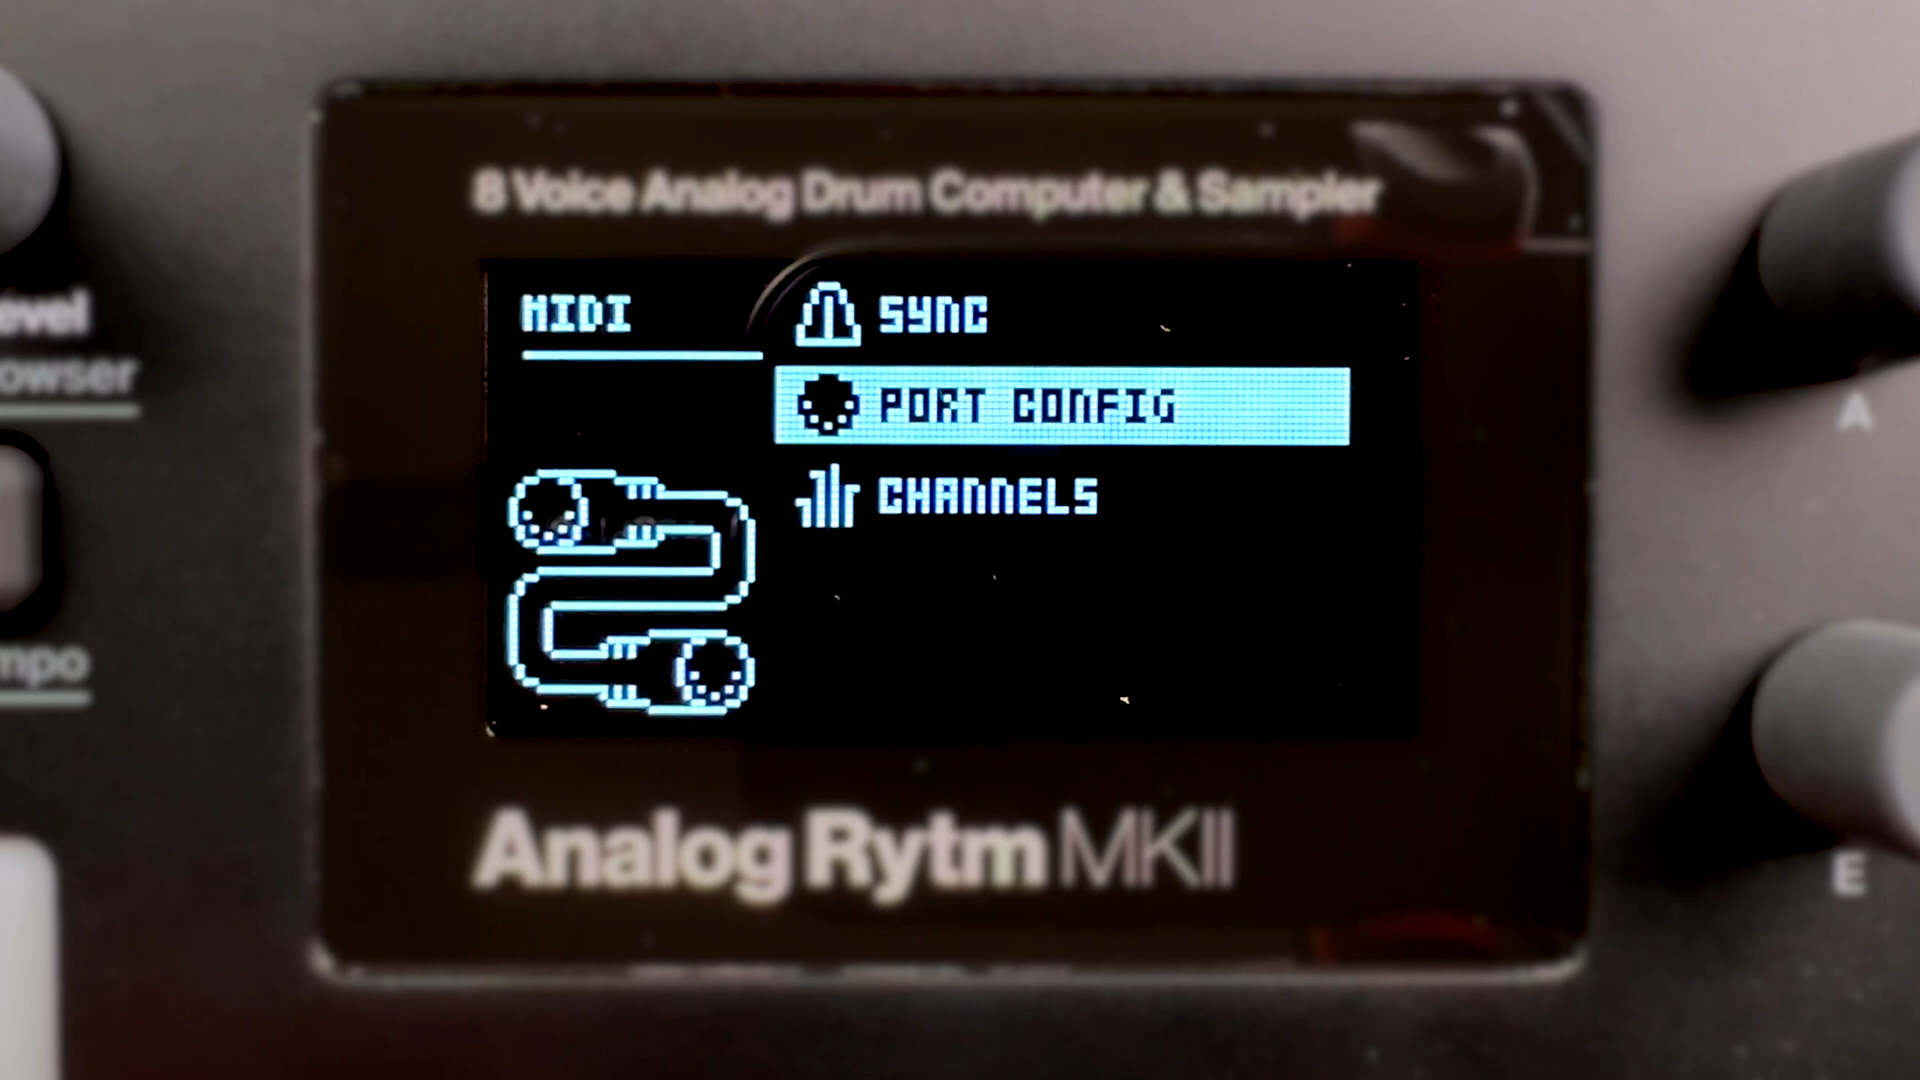 8 Voice Analog Drum Computer & Sampler
MIDI
SYNC
PORT CONFIG
CHANNELS
Analog Rytm MKII
A
E